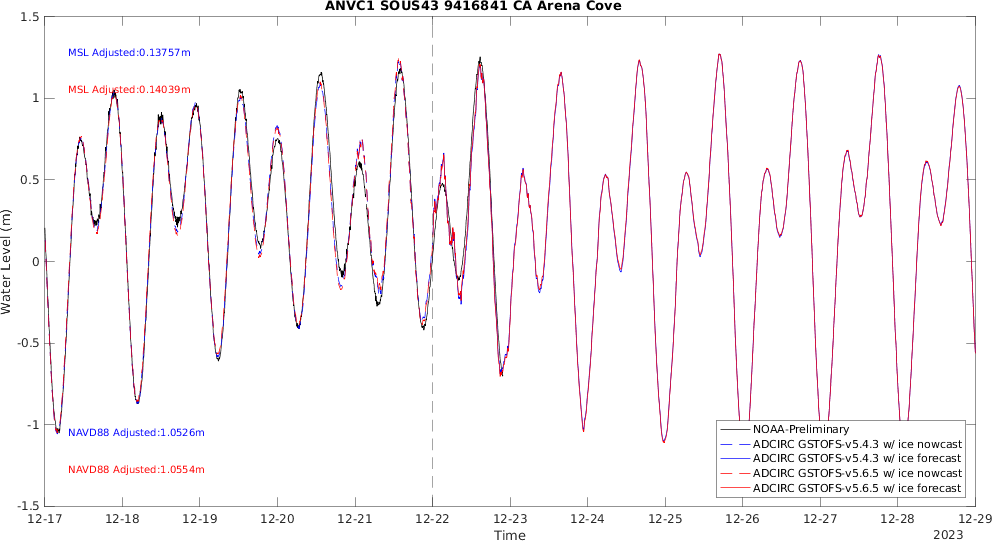 ANVC1 SOUS43 9416841 CA Arena Cove
1.5
1
0.5
0
-0.5
-1
-1.5
Water Level (m)
MSL Adjusted:0.13757m
MSL Adjusted:0.14039m
NAVD88 Adjusted:1.0526m
NAVD88 Adjusted:1.0554m
NOAA-Preliminary
ADCIRC GSTOFS-v5.4.3 w/ ice nowcast
ADCIRC GSTOFS-v5.4.3 w/ ice forecast
ADCIRC GSTOFS-v5.6.5 w/ ice nowcast
ADCIRC GSTOFS-v5.6.5 w/ ice forecast
12-17 12-18 12-19 12-20 12-21 12-22 12-23 12-24 12-25 12-26 12-27 12-28 12-29
Time
2023